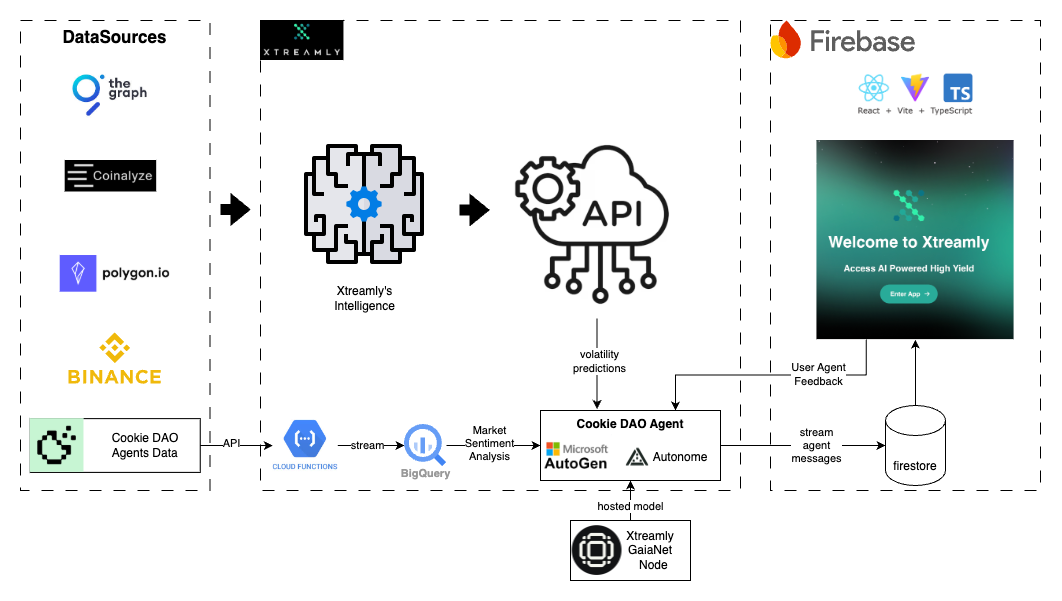 DataSources
the
graph
Coinalyze
polygon.io
BINANCE
Cookie DAO
Agents Data
API
XTREAMLY
Xtreamly's
Intelligence
API
volatility
predictions
CLOUD FUNCTIONS
stream
BigQuery
Market
Sentiment
Analysis
Cookie DAO Agent
Microsoft
AutoGen
Autonome
hosted model
Xtreamly
GaiaNet
Node
Firebase
TS
React + Vite + TypeScript
Welcome to Xtreamly
Access AI Powered High Yield
Enter App →
User Agent
Feedback
stream
agent
messages
firestore